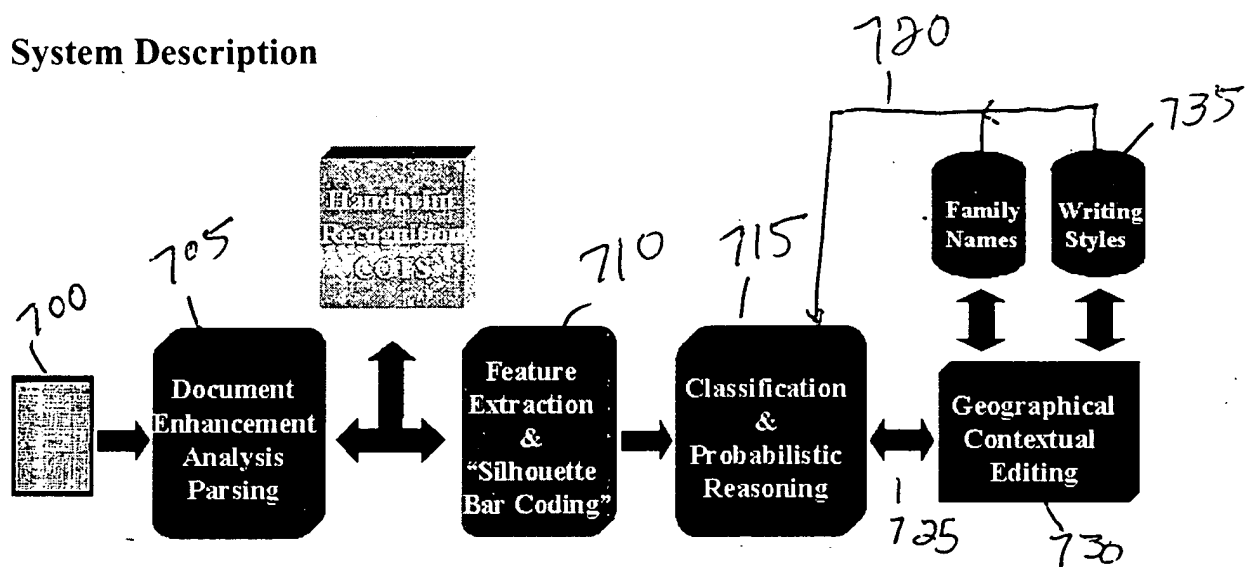 System Description
720
735
Handprint
Recognition
(COTS)
Family
Names
Writing
Styles
700
705
710
715
Document
Enhancement
Analysis
Parsing
Feature
Extraction
&
“Silhouette
Bar Coding”
Classification
&
Probabilistic
Reasoning
Geographical
Contextual
Editing
725
730